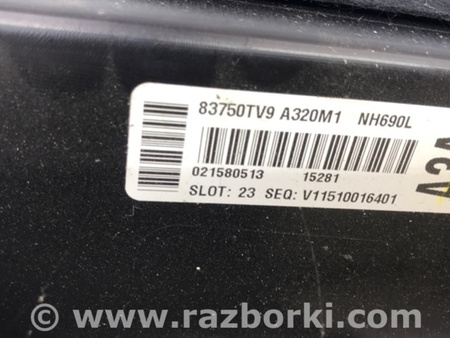 83750TV9 A320M1 NH690L
021580513 15281
SLOT: 23 SEQ: V11510016401
© www.razborki.com